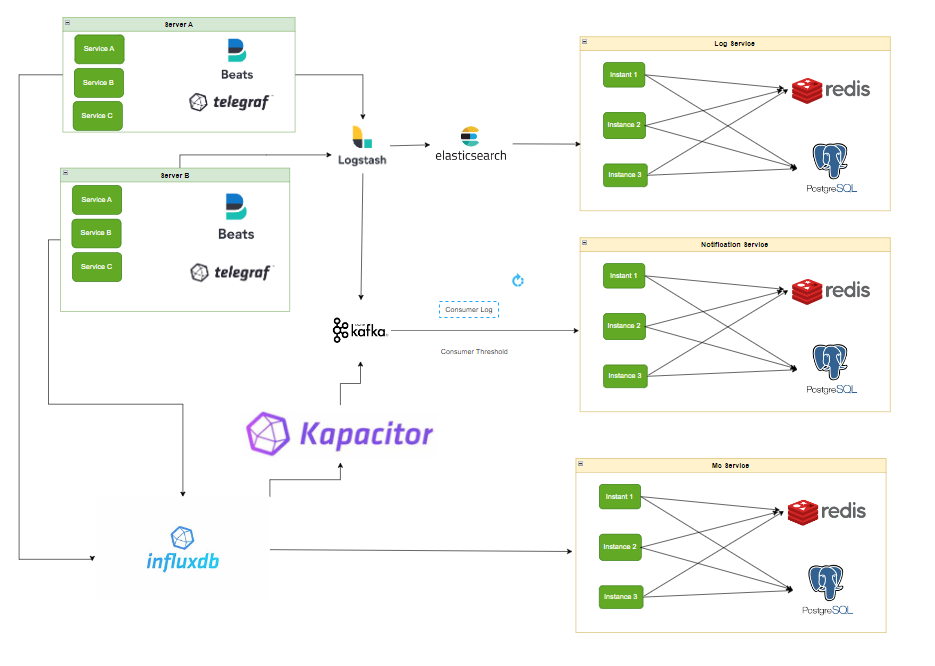 Server A
Service A
Service B
Service C
Beats
telegraf
Server B
Service A
Service B
Service C
Beats
telegraf
Logstash
elasticsearch
kafka
Consumer Log
Consumer Threshold
Kapacitor
influxdb
Log Service
Instant 1
Instance 2
Instance 3
redis
PostgreSQL
Notification Service
Instant 1
Instance 2
Instance 3
redis
PostgreSQL
Mo Service
Instant 1
Instance 2
Instance 3
redis
PostgreSQL